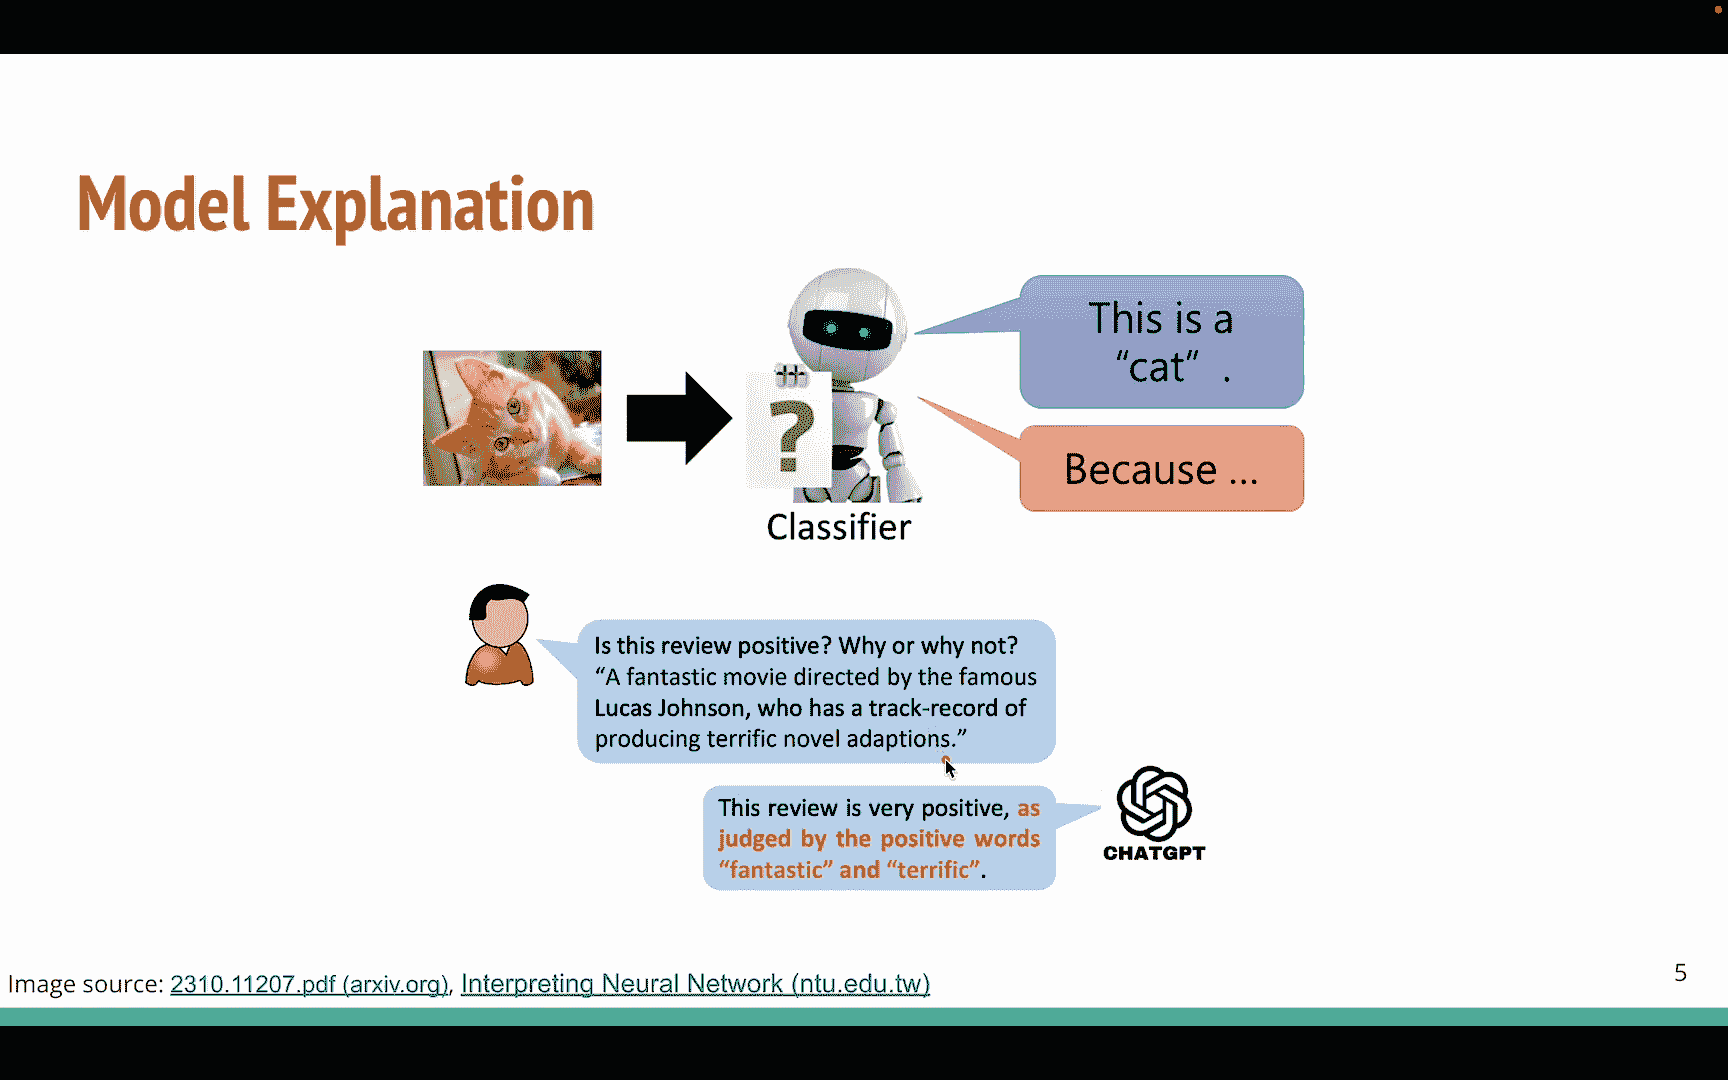 Model Explanation
This is a
“cat” .
?
Because ...
Classifier
Is this review positive? Why or why not?
“A fantastic movie directed by the famous
Lucas Johnson, who has a track-record of
producing terrific novel adaptions.”
This review is very positive, as
judged by the positive words
“fantastic” and “terrific”.
CHATGPT
Image source: 2310.11207.pdf (arxiv.org), Interpreting Neural Network (ntu.edu.tw)
5